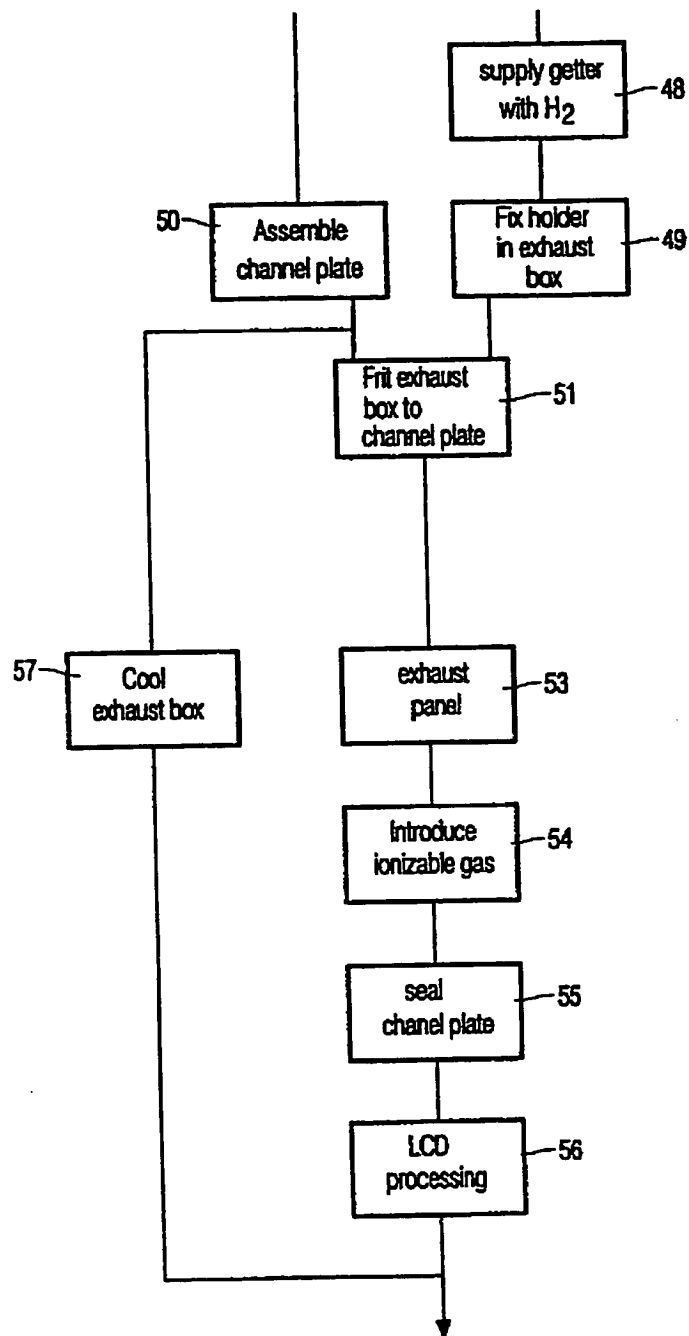 supply getter
with H2
48
50
Assemble
channel plate
Fix holder
in exhaust
box
49
Frit exhaust
box to
channel plate
51
57
Cool
exhaust box
exhaust
panel
53
Introduce
ionizable gas
54
seal
chanel plate
55
LCD
processing
56